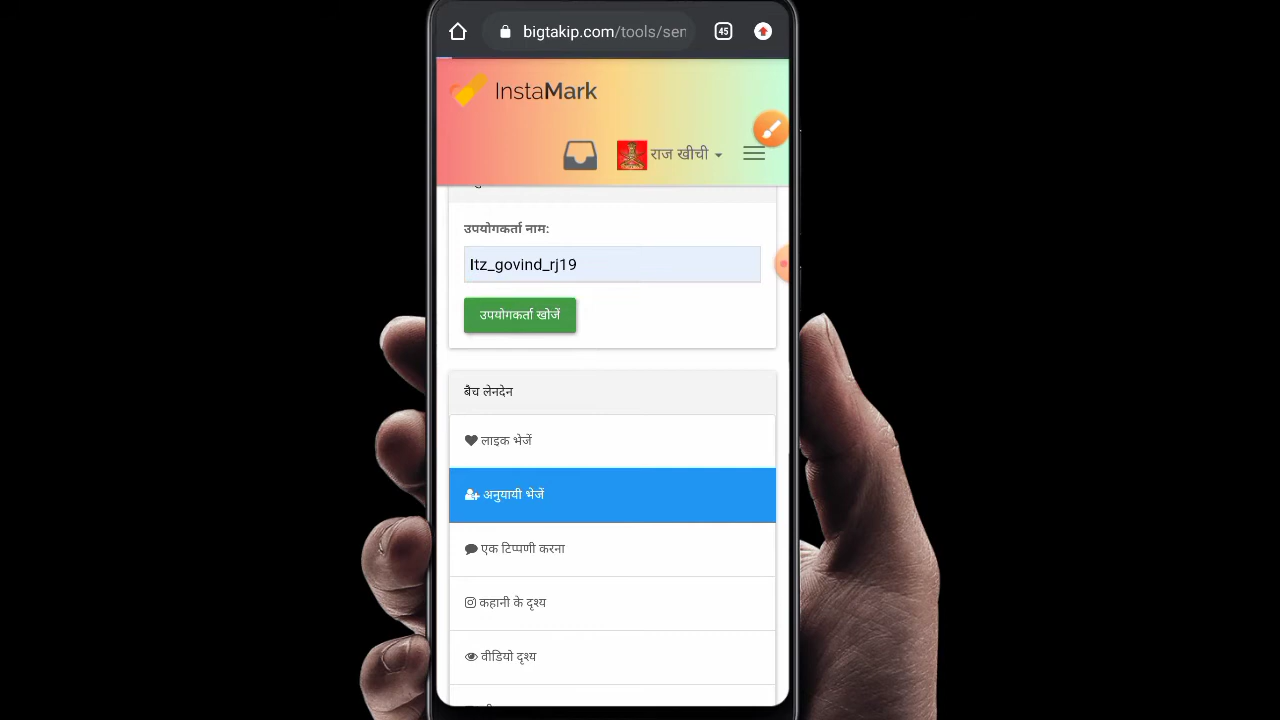 bigtakip.com/tools/sen
45
InstaMark
राज खीची
उपयोगकर्ता नाम:
Itz_govind_rj19
उपयोगकर्ता खोजें
बैच लेनदेन
लाइक भेजें
अनुयायी भेजें
एक टिप्पणी करना
कहानी के दृश्य
वीडियो दृश्य